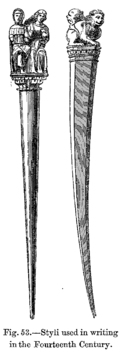 Fig. 53.—Styli used in writing
in the Fourteenth Century.